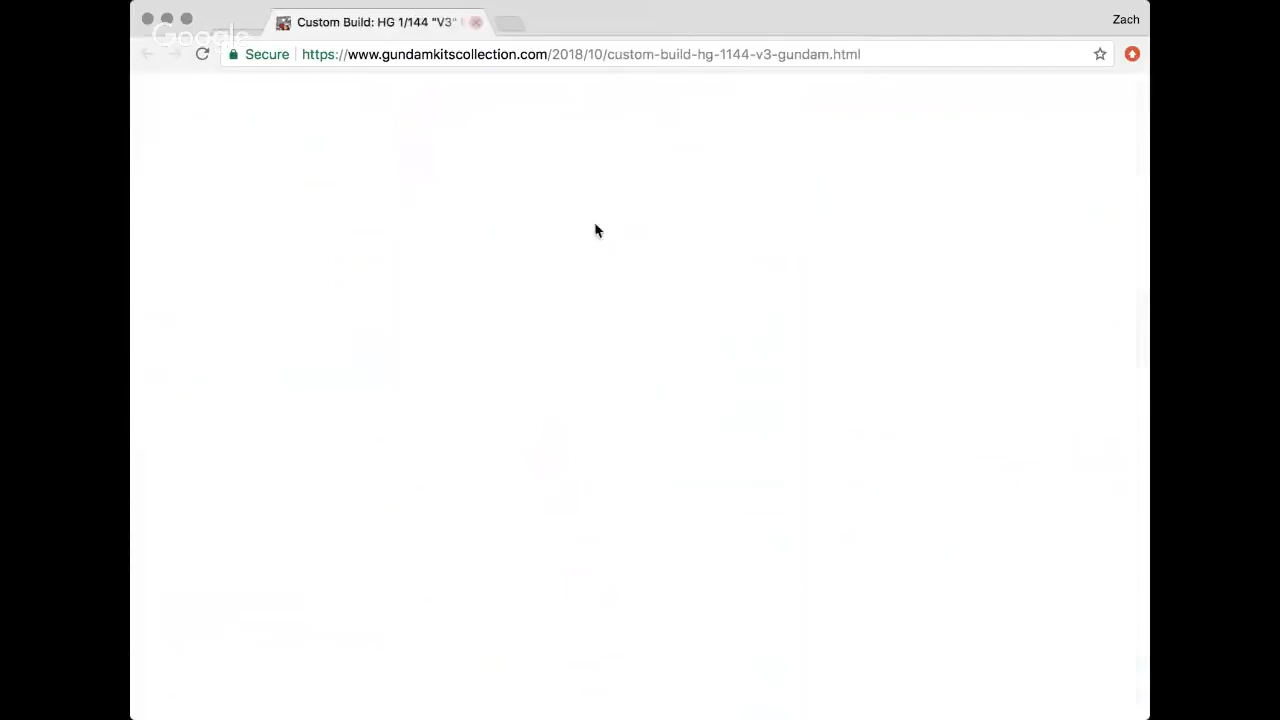 Custom Build: HG 1/144 "V3"
Zach
Google
Secure
https://www.gundamkitscollection.com/2018/10/custom-build-hg-1144-v3-gundam.html